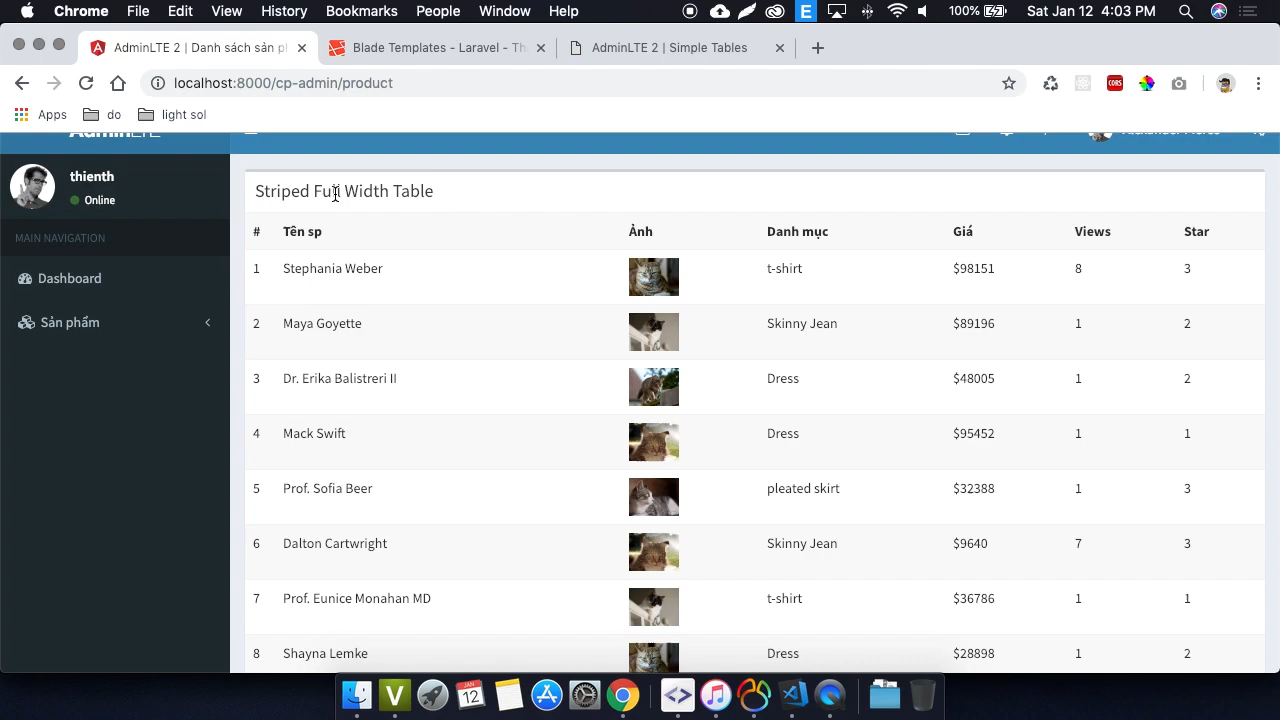 Chrome File Edit View History Bookmarks People Window Help E 100% Sat Jan 12 4:03 PM
AdminLTE 2 | Danh sách sản p
Blade Templates - Laravel - Th
AdminLTE 2 | Simple Tables
localhost:8000/cp-admin/product CORS
Apps do light sol
AdminLTE
thienth
Online
MAIN NAVIGATION
Dashboard
Sản phẩm
Striped Full Width Table
# Tên sp Ảnh Danh mục Giá Views Star
1 Stephania Weber t-shirt $98151 8 3
2 Maya Goyette Skinny Jean $89196 1 2
3 Dr. Erika Balistreri II Dress $48005 1 2
4 Mack Swift Dress $95452 1 1
5 Prof. Sofia Beer pleated skirt $32388 1 3
6 Dalton Cartwright Skinny Jean $9640 7 3
7 Prof. Eunice Monahan MD t-shirt $36786 1 1
8 Shayna Lemke Dress $28898 1 2
V JAN 12